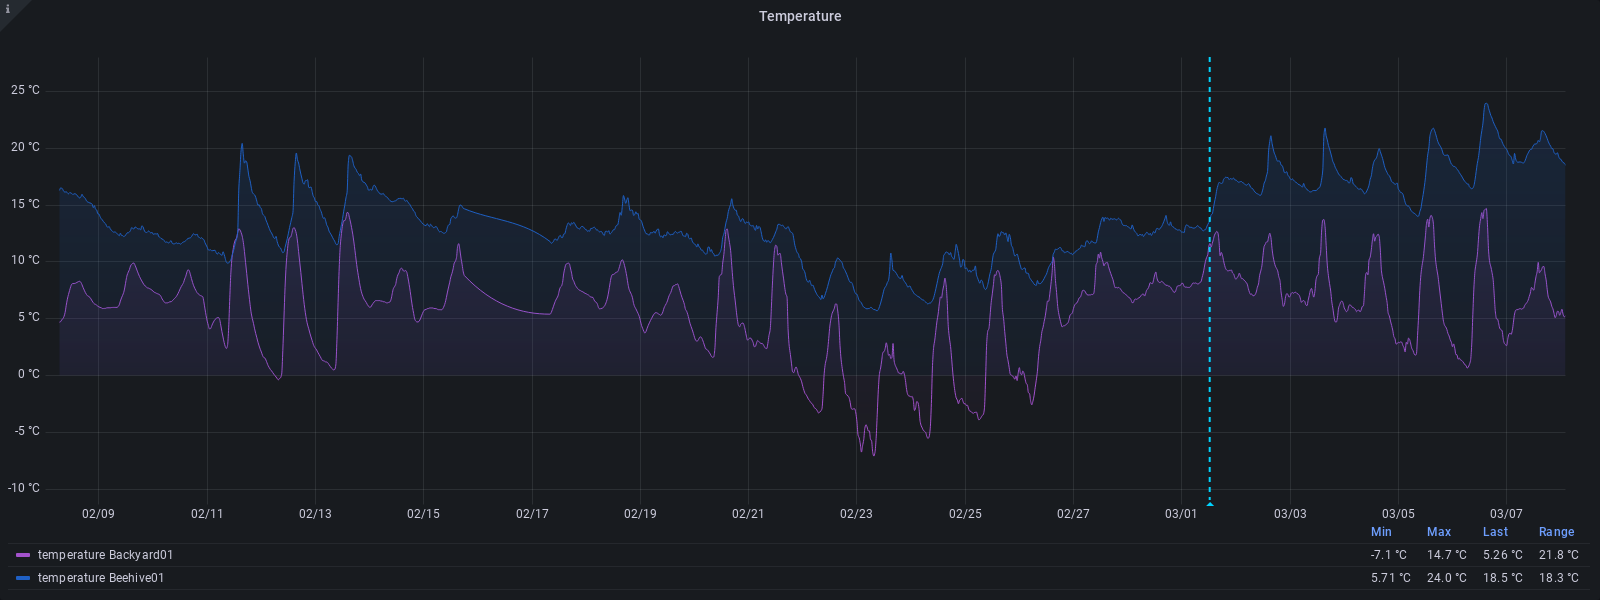 i
Temperature
25 °C
20 °C
15 °C
10 °C
5 °C
0 °C
-5 °C
-10 °C
02/09 02/11 02/13 02/15 02/17 02/19 02/21 02/23 02/25 02/27 03/01 03/03 03/05 03/07
Min Max Last Range
temperature Backyard01 -7.1 °C 14.7 °C 5.26 °C 21.8 °C
temperature Beehive01 5.71 °C 24.0 °C 18.5 °C 18.3 °C